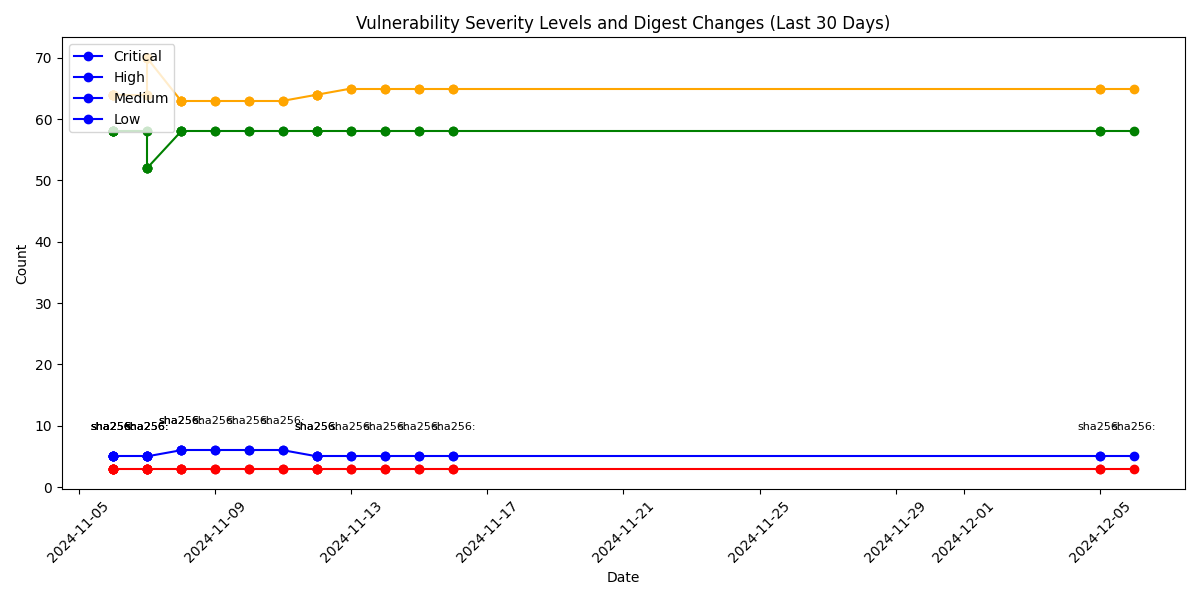 Vulnerability Severity Levels and Digest Changes (Last 30 Days)
Critical
High
Medium
Low
70
60
50
40
30
20
10
0
Count
sha256: sha256: sha256: sha256: sha256: sha256: sha256: sha256: sha256: sha256: sha256: sha256: sha256:
2024-11-05
2024-11-09
2024-11-13
2024-11-17
2024-11-21
2024-11-25
2024-11-29
2024-12-01
2024-12-05
Date